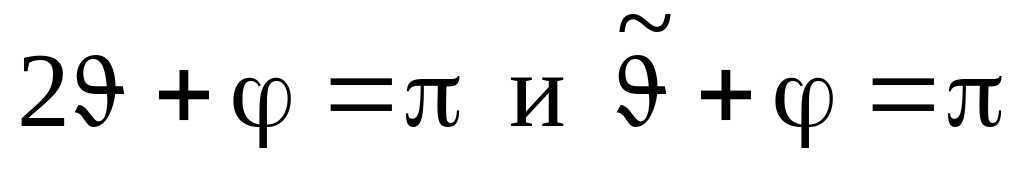 2ϑ + φ = π и ϑ̃ + φ = π